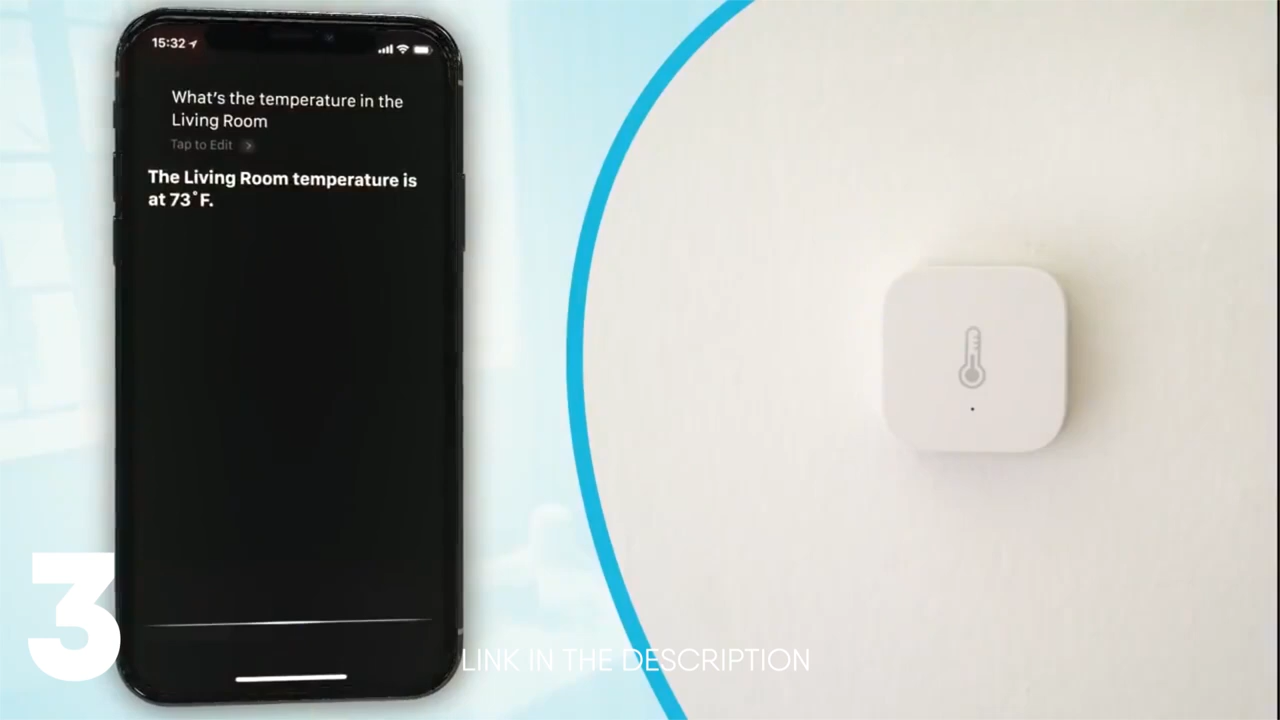 15:32
What's the temperature in the
Living Room
Tap to Edit
The Living Room temperature is
at 73°F.
3
LINK IN THE DESCRIPTION